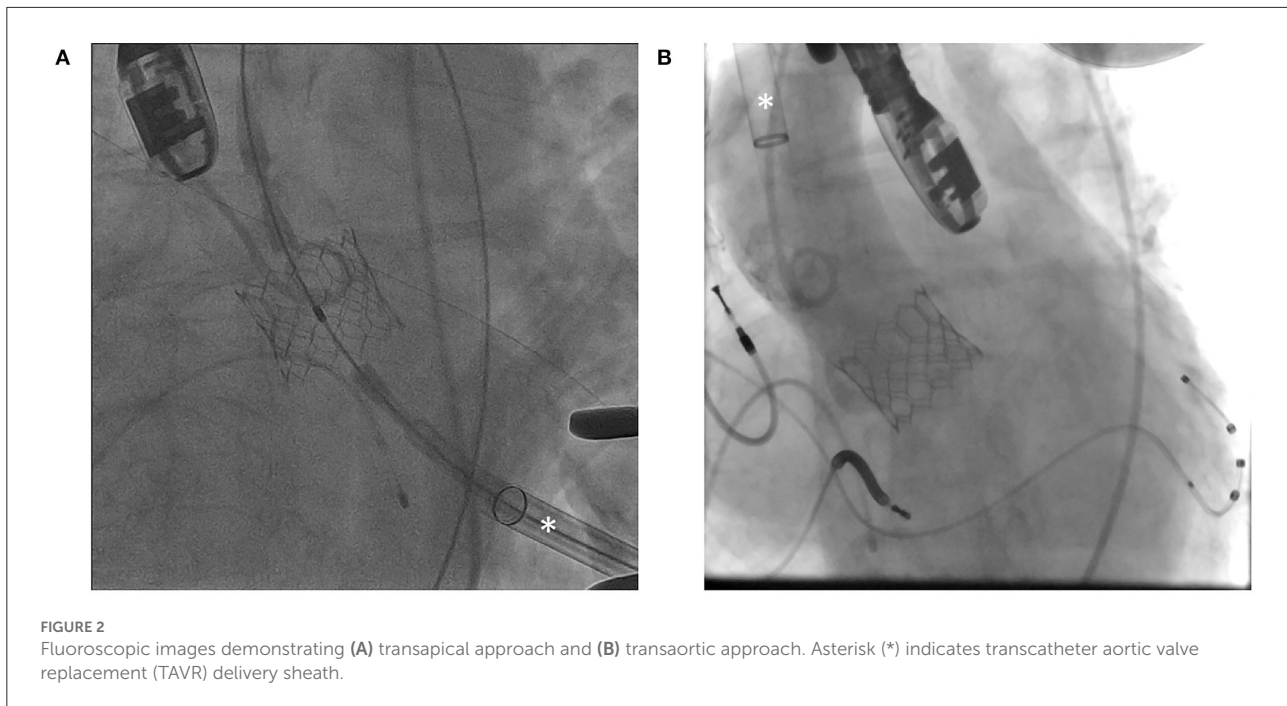 A
B
*
*
FIGURE 2
Fluoroscopic images demonstrating (A) transapical approach and (B) transaortic approach. Asterisk (*) indicates transcatheter aortic valve
replacement (TAVR) delivery sheath.